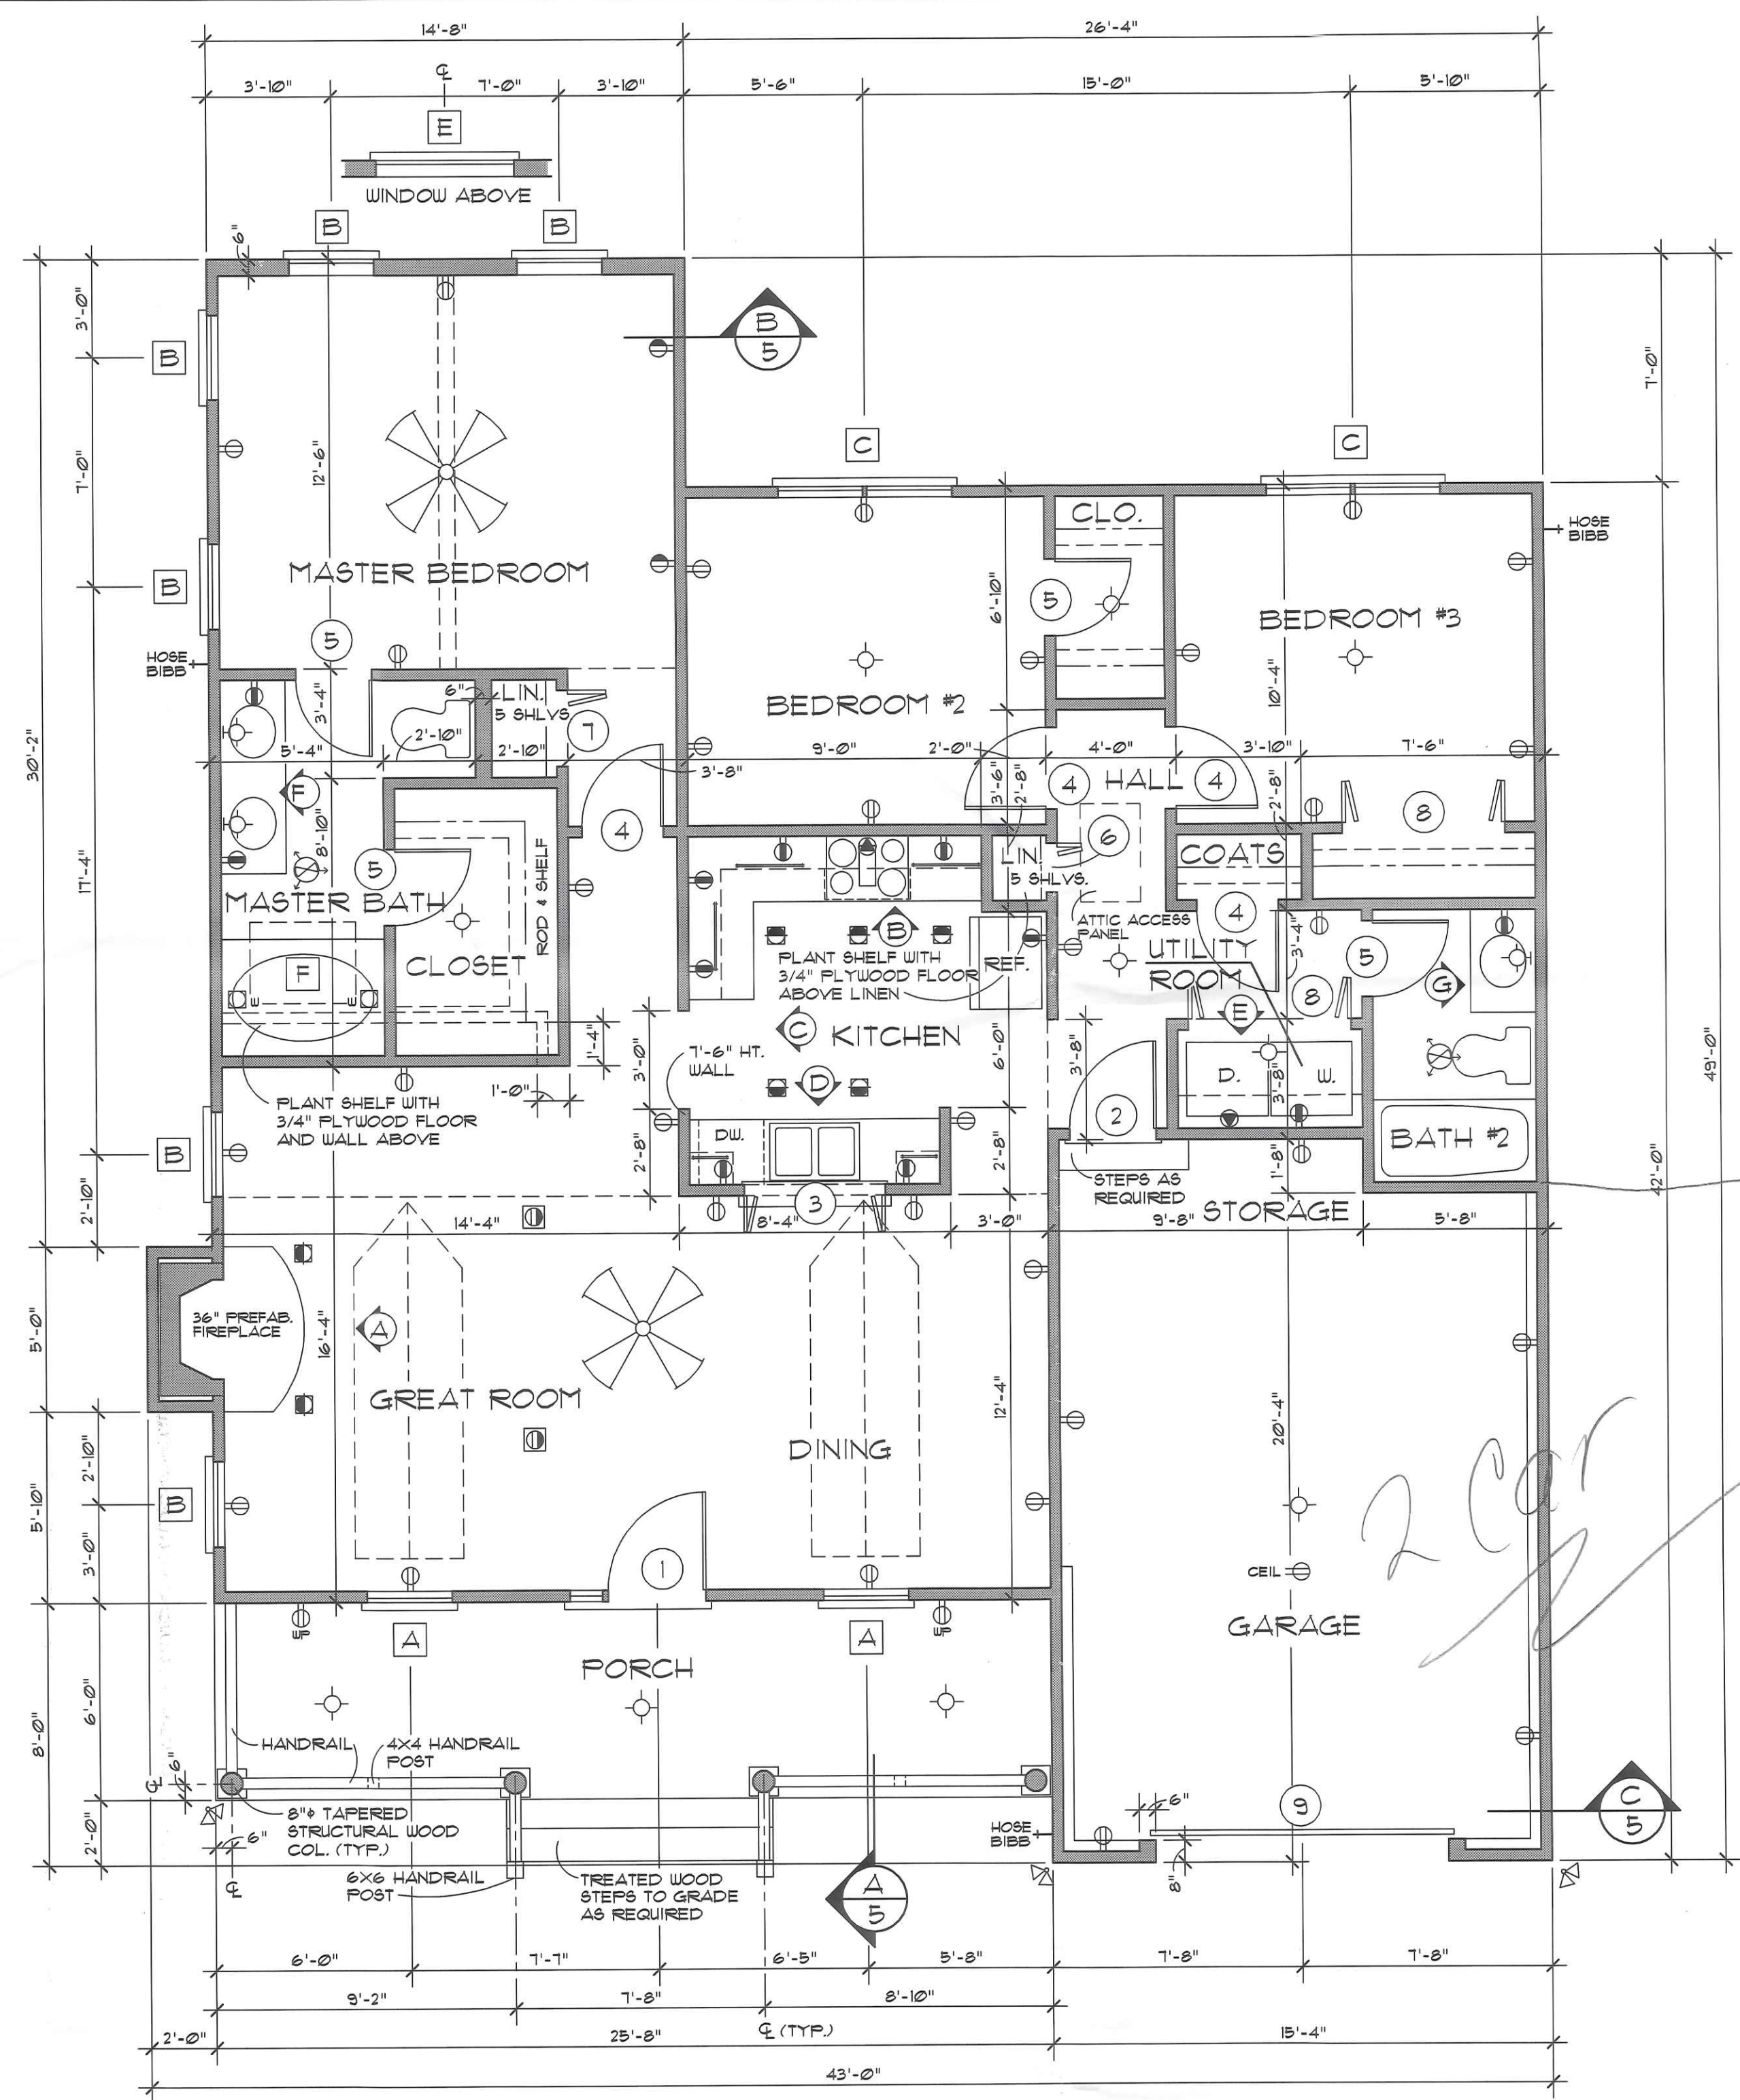 14'-8"
26'-4"
3'-10"
℄
7'-0"
3'-10"
5'-6"
15'-0"
5'-10"
E
WINDOW ABOVE
B
B
6"
3'-0"
B
5
B
7'-0"
C
C
7'-0"
12'-6"
CLO.
HOSE
BIBB
MASTER BEDROOM
B
5
6'-10"
BEDROOM #3
5
HOSE
BIBB
10'-4"
6"
LIN.
5 SHLVS.
3'-4"
BEDROOM #2
7
30'-2"
5'-4"
2'-10"
2'-10"
3'-8"
9'-0"
2'-0"
4'-0"
3'-10"
7'-6"
F
4
HALL
4
3'-6"
2'-8"
2'-8"
8
4
6
8'-10"
5
ROD & SHELF
LIN.
5 SHLVS.
COATS
17'-4"
MASTER BATH
4
ATTIC ACCESS
PANEL
B
3'-4"
UTILITY
ROOM
5
CLOSET
F
PLANT SHELF WITH
3/4" PLYWOOD FLOOR
ABOVE LINEN
REF.
8
G
E
C
KITCHEN
1'-4"
3'-0"
7'-6" HT.
WALL
6'-0"
3'-8"
49'-0"
D
D.
W.
3'-8"
1'-0"
PLANT SHELF WITH
3/4" PLYWOOD FLOOR
AND WALL ABOVE
2
DW.
BATH #2
B
2'-8"
2'-8"
1'-8"
42'-0"
STEPS AS
REQUIRED
2'-10"
3
STORAGE
14'-4"
8'-4"
3'-0"
9'-8"
5'-8"
36" PREFAB.
FIREPLACE
A
5'-0"
16'-4"
GREAT ROOM
12'-4"
20'-4"
DINING
2 Car
2'-10"
B
5'-10"
3'-0"
1
CEIL
WP
A
A
WP
GARAGE
PORCH
6'-0"
8'-0"
HANDRAIL
4X4 HANDRAIL
POST
℄
6"
8"⌀ TAPERED
STRUCTURAL WOOD
COL. (TYP.)
6"
9
C
5
HOSE
BIBB
2'-0"
6"
℄
6X6 HANDRAIL
POST
TREATED WOOD
STEPS TO GRADE
AS REQUIRED
A
5
8"
6'-0"
7'-7"
6'-5"
5'-8"
7'-8"
7'-8"
9'-2"
7'-8"
8'-10"
2'-0"
25'-8"
℄ (TYP.)
15'-4"
43'-0"